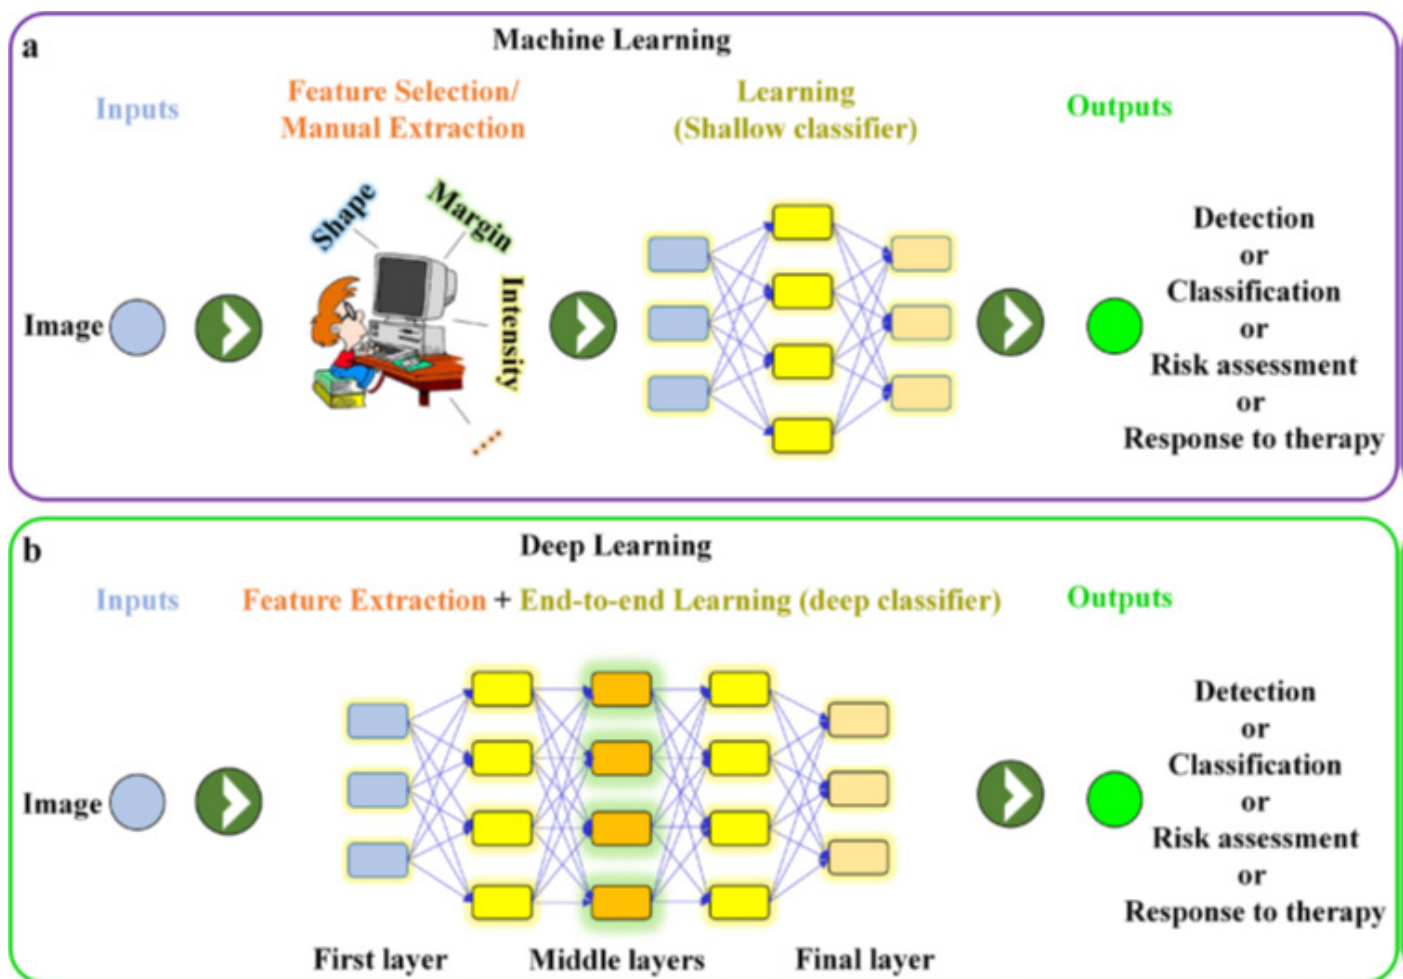 a
Machine Learning
Inputs
Feature Selection/
Manual Extraction
Learning
(Shallow classifier)
Outputs
Shape
Margin
Intensity
....
Image
Detection
or
Classification
or
Risk assessment
or
Response to therapy
b
Deep Learning
Inputs
Feature Extraction + End-to-end Learning (deep classifier)
Outputs
Image
Detection
or
Classification
or
Risk assessment
or
Response to therapy
First layer
Middle layers
Final layer